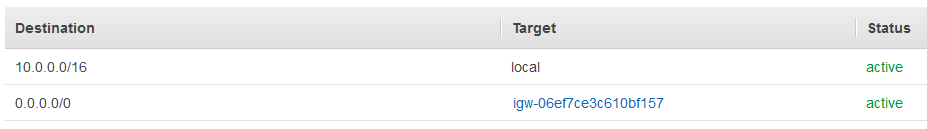 Destination Target Status
10.0.0.0/16 local active
0.0.0.0/0 igw-06ef7ce3c610bf157 active